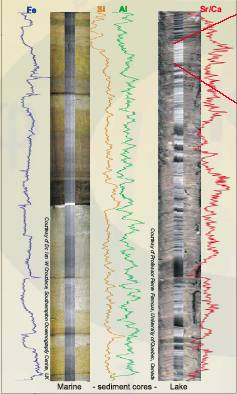 Fe
Si
Al
Sr/Ca
Courtesy of Dr. Ian W Croudace, Southampton Oceanography Centre, UK
Courtesy of Professor Pierre Francus, University of Quebec, Canada
Marine - sediment cores - Lake